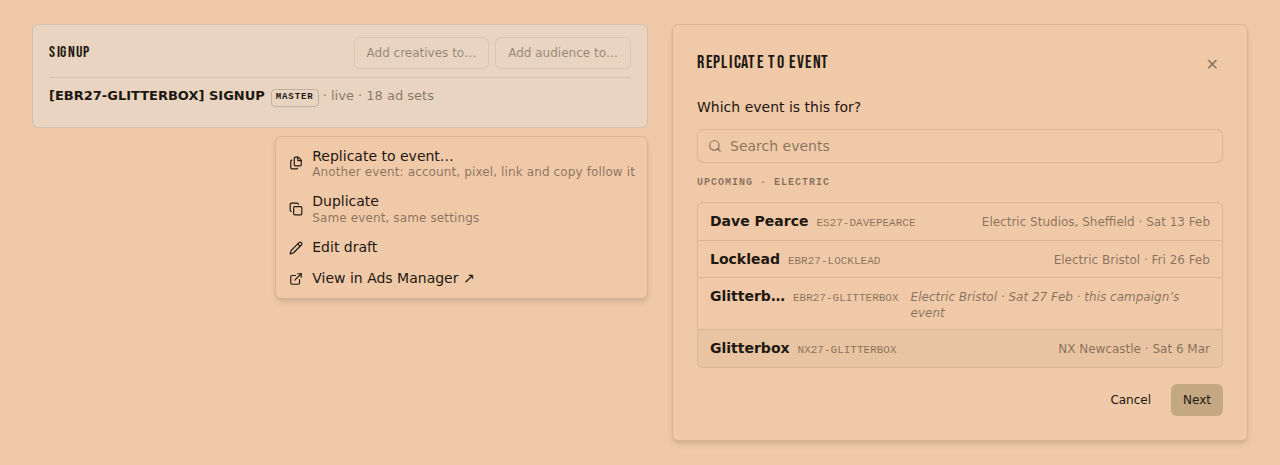 SIGNUP
Add creatives to…
Add audience to…
[EBR27-GLITTERBOX] SIGNUP MASTER · live · 18 ad sets
Replicate to event…
Another event: account, pixel, link and copy follow it
Duplicate
Same event, same settings
Edit draft
View in Ads Manager ↗
REPLICATE TO EVENT
Which event is this for?
Search events
UPCOMING · ELECTRIC
Dave Pearce ES27-DAVEPEARCE Electric Studios, Sheffield · Sat 13 Feb
Locklead EBR27-LOCKLEAD Electric Bristol · Fri 26 Feb
Glitterb… EBR27-GLITTERBOX Electric Bristol · Sat 27 Feb · this campaign’s
event
Glitterbox NX27-GLITTERBOX NX Newcastle · Sat 6 Mar
Cancel
Next